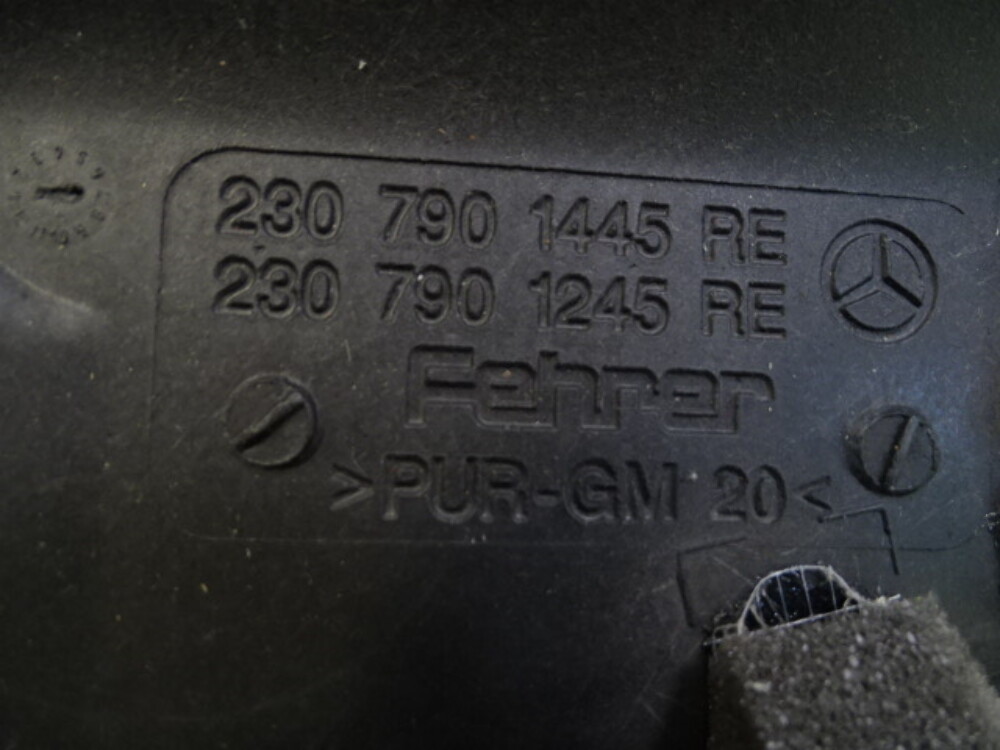 230 790 1445 RE
230 790 1245 RE
Fehrer
>PUR-GM 20<